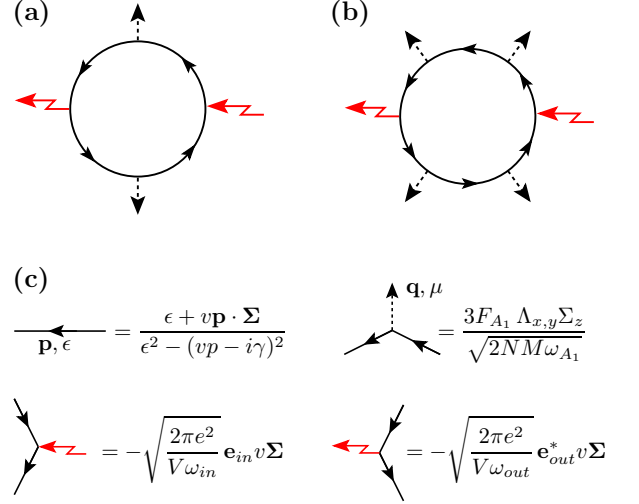 (a) (b)
(c)
p, ϵ = (ϵ + vp · Σ) / (ϵ² − (vp − iγ)²)
q, μ = 3F_{A₁} Λ_{x,y}Σ_z / √(2NMω_{A₁})
= −√(2πe² / Vω_{in}) e_{in}vΣ
= −√(2πe² / Vω_{out}) e*_{out}vΣ